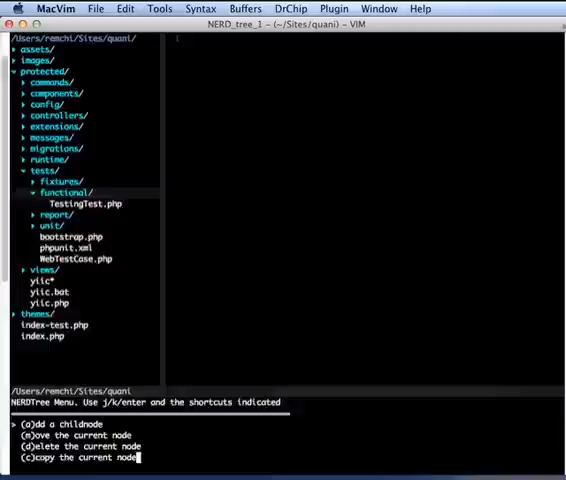 MacVim File Edit Tools Syntax Buffers DrChip Plugin Window Help
NERD_tree_1 - (~/Sites/quani) - VIM
/Users/remchi/Sites/quani/
assets/
images/
protected/
commands/
components/
config/
controllers/
extensions/
messages/
migrations/
runtime/
tests/
fixtures/
functional/
TestingTest.php
report/
unit/
bootstrap.php
phpunit.xml
WebTestCase.php
views/
yiic*
yiic.bat
yiic.php
themes/
index-test.php
index.php
/Users/remchi/Sites/quani
NERDTree Menu. Use j/k/enter and the shortcuts indicated
> (a)dd a childnode
(m)ove the current node
(d)elete the current node
(c)copy the current node